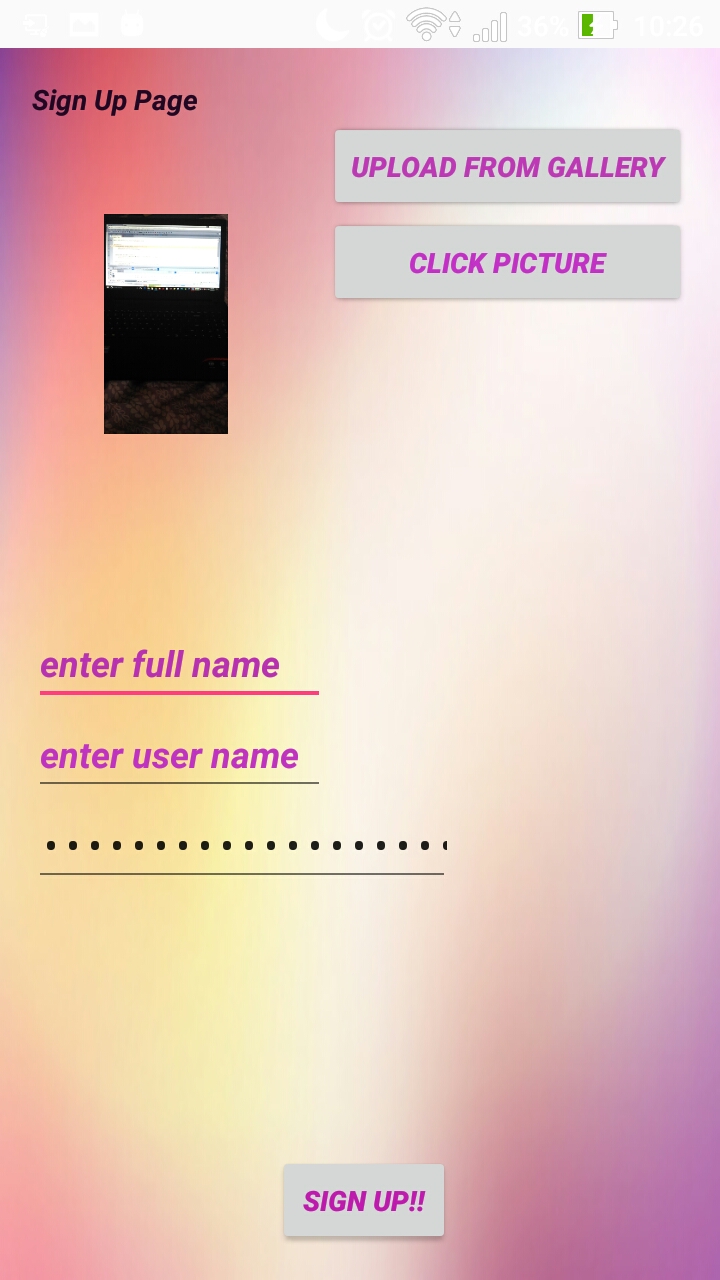 36%
10:26
Sign Up Page
UPLOAD FROM GALLERY
CLICK PICTURE
enter full name
enter user name
SIGN UP!!